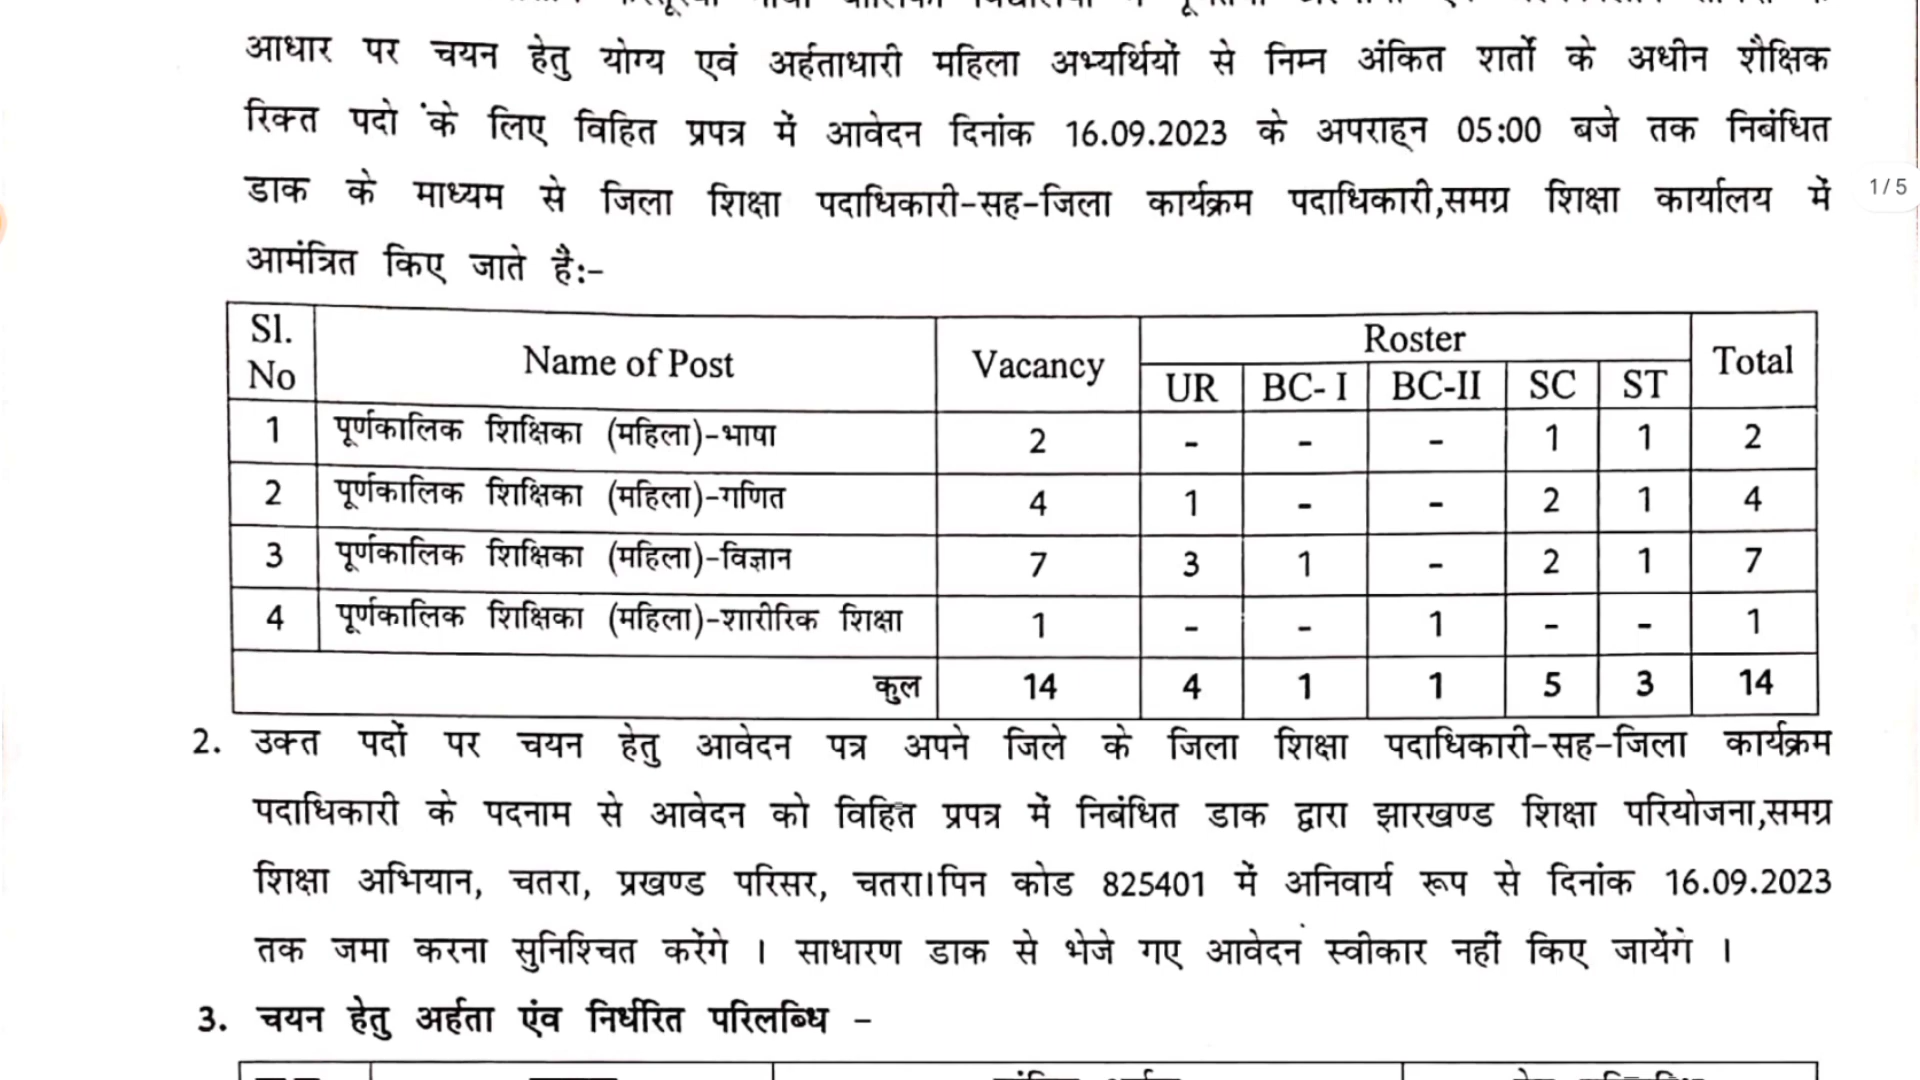 आधार पर चयन हेतु योग्य एवं अर्हताधारी महिला अभ्यर्थियों से निम्न अंकित शर्तो के अधीन शैक्षिक
रिक्त पदो ंके लिए विहित प्रपत्र में आवेदन दिनांक 16.09.2023 के अपराह्न 05:00 बजे तक निबंधित
डाक के माध्यम से जिला शिक्षा पदाधिकारी-सह-जिला कार्यक्रम पदाधिकारी,समग्र शिक्षा कार्यालय में
1/5
आमंत्रित किए जाते है:-
Sl. No Name of Post Vacancy Roster Total
UR BC- I BC-II SC ST
1 पूर्णकालिक शिक्षिका (महिला)-भाषा 2 - - - 1 1 2
2 पूर्णकालिक शिक्षिका (महिला)-गणित 4 1 - - 2 1 4
3 पूर्णकालिक शिक्षिका (महिला)-विज्ञान 7 3 1 - 2 1 7
4 पूर्णकालिक शिक्षिका (महिला)-शारीरिक शिक्षा 1 - - 1 - - 1
कुल 14 4 1 1 5 3 14
2. उक्त पदों पर चयन हेतु आवेदन पत्र अपने जिले के जिला शिक्षा पदाधिकारी-सह-जिला कार्यक्रम
पदाधिकारी के पदनाम से आवेदन को विहित प्रपत्र में निबंधित डाक द्वारा झारखण्ड शिक्षा परियोजना,समग्र
शिक्षा अभियान, चतरा, प्रखण्ड परिसर, चतरा।पिन कोड 825401 में अनिवार्य रूप से दिनांक 16.09.2023
तक जमा करना सुनिश्चित करेंगे । साधारण डाक से भेजे गए आवेदन स्वीकार नहीं किए जायेंगे ।
3. चयन हेतु अर्हता एंव निर्धरित परिलब्धि -